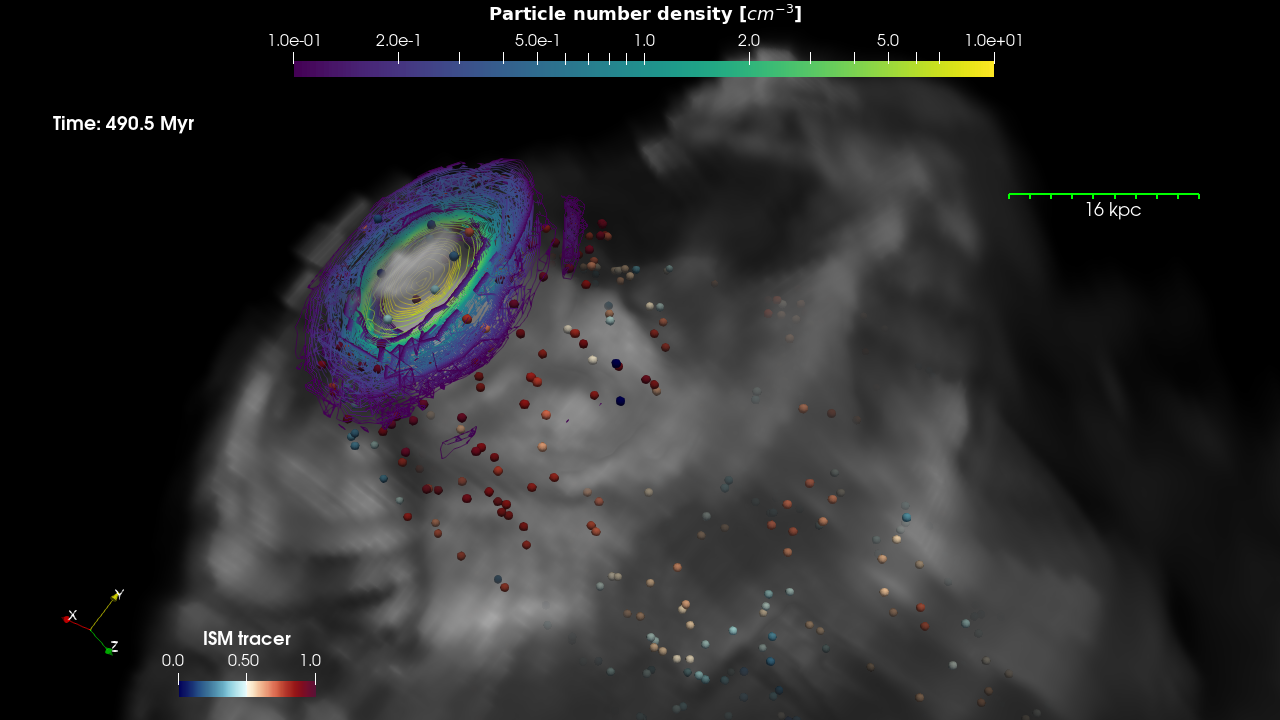 Particle number density [cm⁻³]
1.0e-01 2.0e-1 5.0e-1 1.0 2.0 5.0 1.0e+01
Time: 490.5 Myr
16 kpc
Y
X
Z
ISM tracer
0.0 0.50 1.0